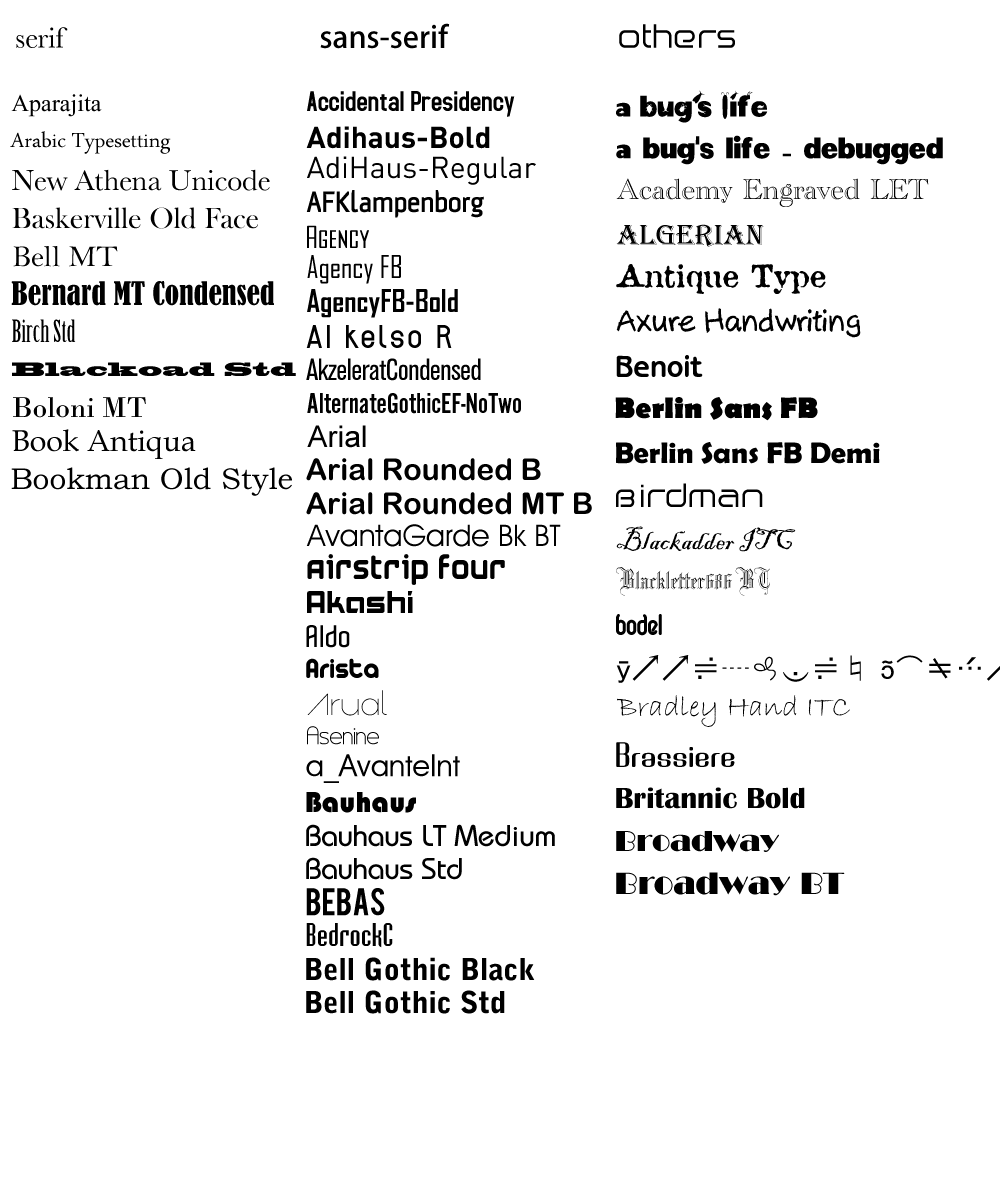 serif
Aparajita
Arabic Typesetting
New Athena Unicode
Baskerville Old Face
Bell MT
Bernard MT Condensed
Birch Std
Blackoad Std
Boloni MT
Book Antiqua
Bookman Old Style
sans-serif
Accidental Presidency
Adihaus-Bold
AdiHaus-Regular
AFKlampenborg
AGENCY
Agency FB
AgencyFB-Bold
Al kelso R
AkzeleratCondensed
AlternateGothicEF-NoTwo
Arial
Arial Rounded B
Arial Rounded MT B
AvantaGarde Bk BT
Airstrip four
Akashi
Aldo
Arista
Arual
Asenine
a_AvanteInt
Bauhaus
Bauhaus LT Medium
Bauhaus Std
BEBAS
BedrockC
Bell Gothic Black
Bell Gothic Std
others
a bug's life
a bug's life - debugged
Academy Engraved LET
ALGERIAN
Antique Type
Axure Handwriting
Benoit
Berlin Sans FB
Berlin Sans FB Demi
Birdman
Blackadder ITC
Blackletter686 BT
bodel
Bradley Hand ITC
Brassiere
Britannic Bold
Broadway
Broadway BT